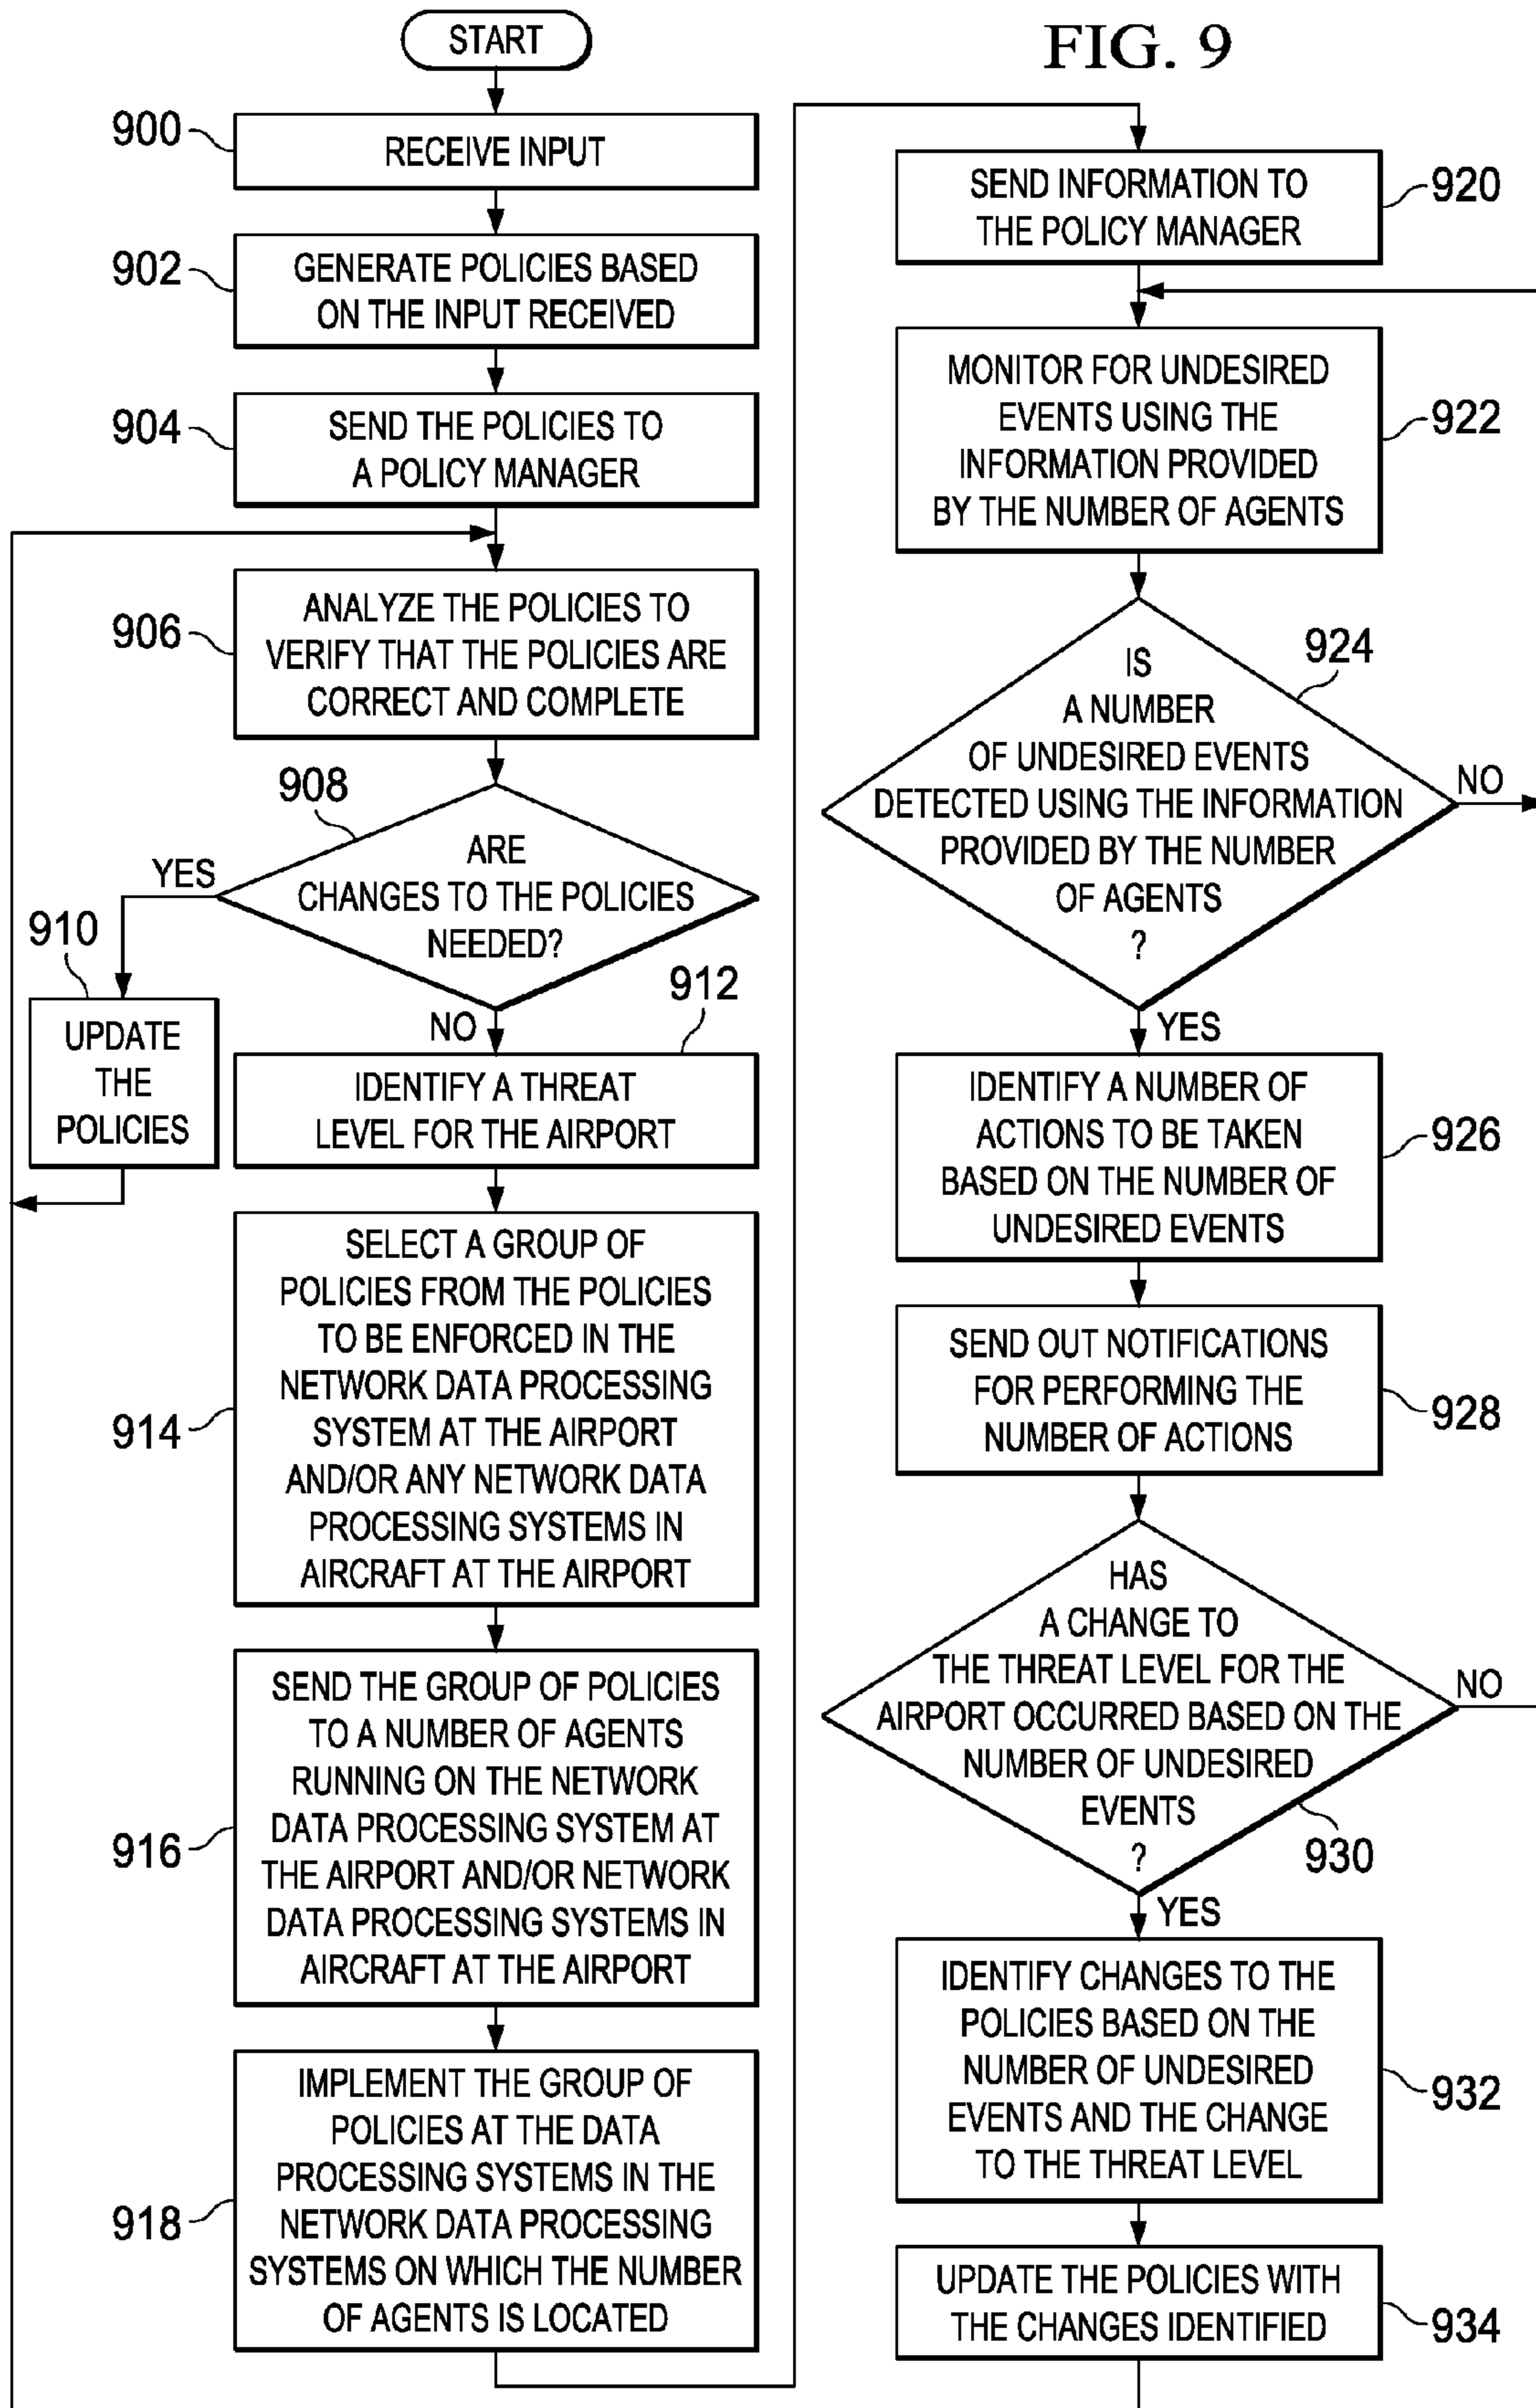 FIG. 9
START
900
RECEIVE INPUT
902
GENERATE POLICIES BASED
ON THE INPUT RECEIVED
904
SEND THE POLICIES TO
A POLICY MANAGER
906
ANALYZE THE POLICIES TO
VERIFY THAT THE POLICIES ARE
CORRECT AND COMPLETE
908
ARE
CHANGES TO THE POLICIES
NEEDED?
YES
910
UPDATE
THE
POLICIES
NO
912
IDENTIFY A THREAT
LEVEL FOR THE AIRPORT
914
SELECT A GROUP OF
POLICIES FROM THE POLICIES
TO BE ENFORCED IN THE
NETWORK DATA PROCESSING
SYSTEM AT THE AIRPORT
AND/OR ANY NETWORK DATA
PROCESSING SYSTEMS IN
AIRCRAFT AT THE AIRPORT
916
SEND THE GROUP OF POLICIES
TO A NUMBER OF AGENTS
RUNNING ON THE NETWORK
DATA PROCESSING SYSTEM AT
THE AIRPORT AND/OR NETWORK
DATA PROCESSING SYSTEMS IN
AIRCRAFT AT THE AIRPORT
918
IMPLEMENT THE GROUP OF
POLICIES AT THE DATA
PROCESSING SYSTEMS IN THE
NETWORK DATA PROCESSING
SYSTEMS ON WHICH THE NUMBER
OF AGENTS IS LOCATED
SEND INFORMATION TO
THE POLICY MANAGER
920
MONITOR FOR UNDESIRED
EVENTS USING THE
INFORMATION PROVIDED
BY THE NUMBER OF AGENTS
922
924
IS
A NUMBER
OF UNDESIRED EVENTS
DETECTED USING THE INFORMATION
PROVIDED BY THE NUMBER
OF AGENTS
?
NO
YES
IDENTIFY A NUMBER OF
ACTIONS TO BE TAKEN
BASED ON THE NUMBER OF
UNDESIRED EVENTS
926
SEND OUT NOTIFICATIONS
FOR PERFORMING THE
NUMBER OF ACTIONS
928
HAS
A CHANGE TO
THE THREAT LEVEL FOR THE
AIRPORT OCCURRED BASED ON THE
NUMBER OF UNDESIRED
EVENTS
?
NO
930
YES
IDENTIFY CHANGES TO THE
POLICIES BASED ON THE
NUMBER OF UNDESIRED
EVENTS AND THE CHANGE
TO THE THREAT LEVEL
932
UPDATE THE POLICIES WITH
THE CHANGES IDENTIFIED
934